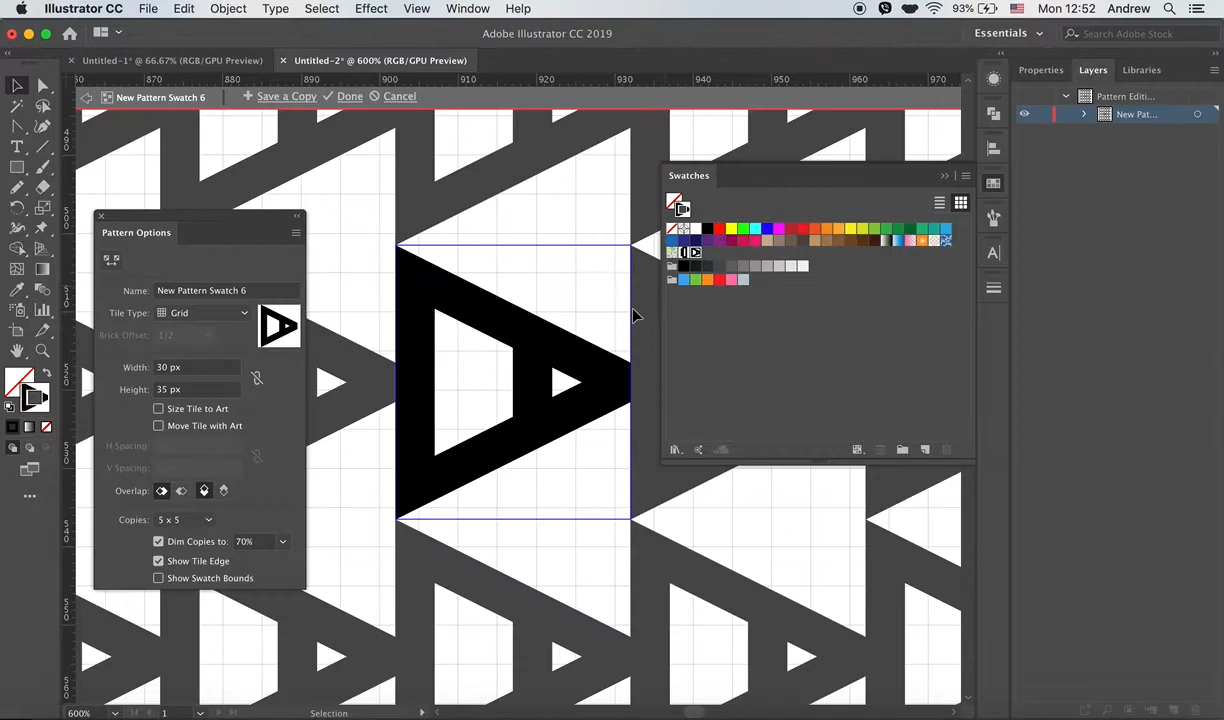 Illustrator CC File Edit Object Type Select Effect View Window Help 93% Mon 12:52 Andrew
Adobe Illustrator CC 2019 Essentials Search Adobe Stock
Untitled-1* @ 66.67% (RGB/GPU Preview) Untitled-2* @ 600% (RGB/GPU Preview)
870 880 890 900 910 920 930 940 950 960 970
New Pattern Swatch 6 Save a Copy Done Cancel
Properties Layers Libraries
Pattern Editi...
New Pat...
Swatches
Pattern Options
Name: New Pattern Swatch 6
Tile Type: Grid
Brick Offset: 1/2
Width: 30 px
Height: 35 px
Size Tile to Art
Move Tile with Art
H Spacing:
V Spacing:
Overlap:
Copies: 5 x 5
Dim Copies to: 70%
Show Tile Edge
Show Swatch Bounds
600% 1 Selection